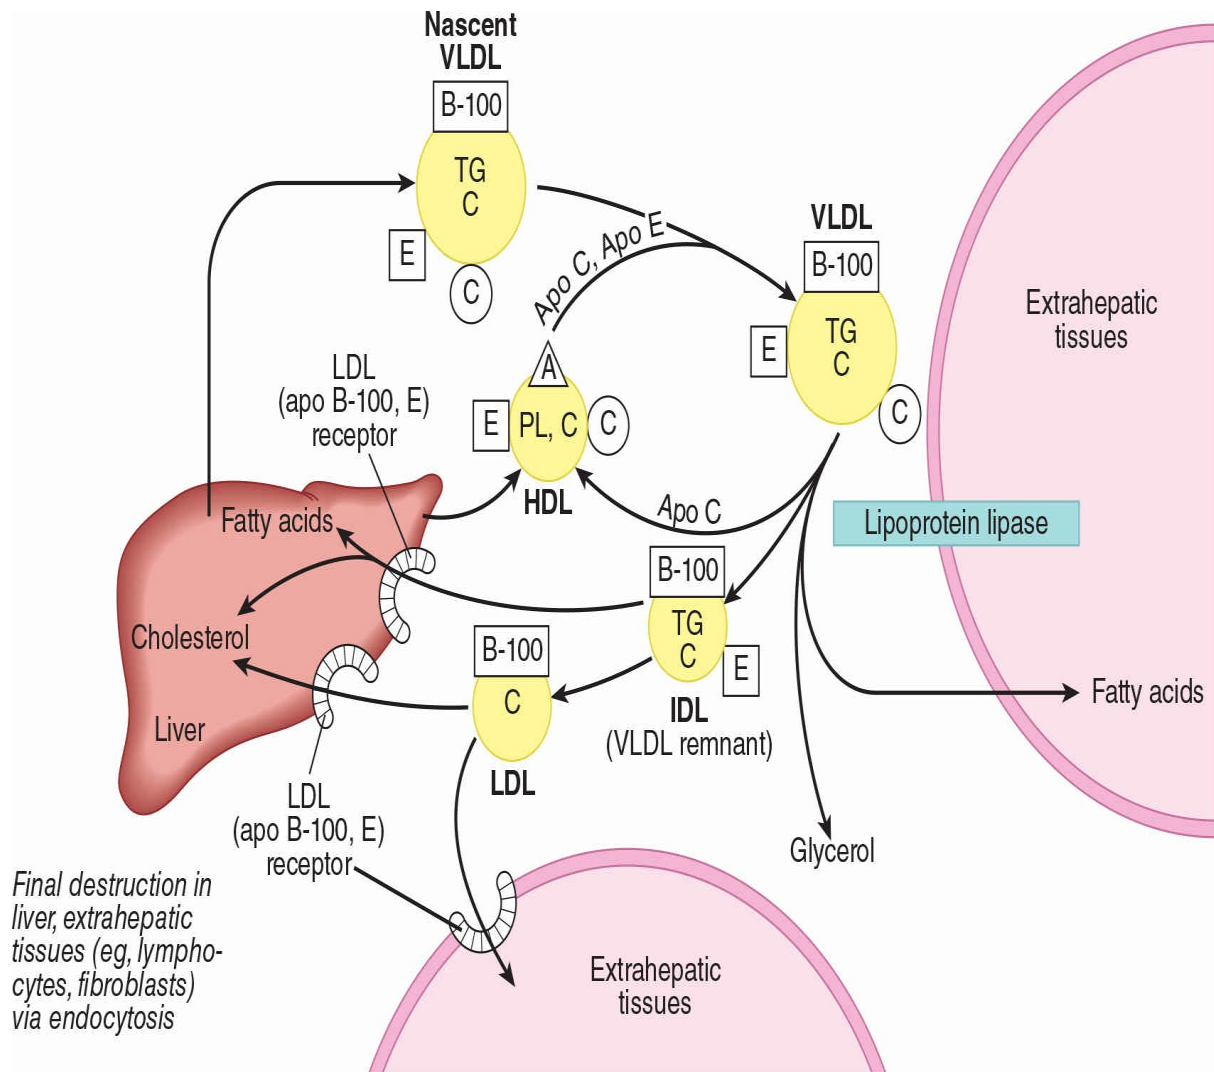 Nascent
VLDL
B-100
TG
C
E
C
Apo C, Apo E
VLDL
B-100
TG
C
E
C
Extrahepatic
tissues
LDL
(apo B-100, E)
receptor
A
E
PL, C
C
HDL
Apo C
Lipoprotein lipase
Fatty acids
Cholesterol
Liver
B-100
TG
C
E
IDL
(VLDL remnant)
B-100
C
LDL
Fatty acids
Glycerol
LDL
(apo B-100, E)
receptor
Final destruction in
liver, extrahepatic
tissues (eg, lympho-
cytes, fibroblasts)
via endocytosis
Extrahepatic
tissues